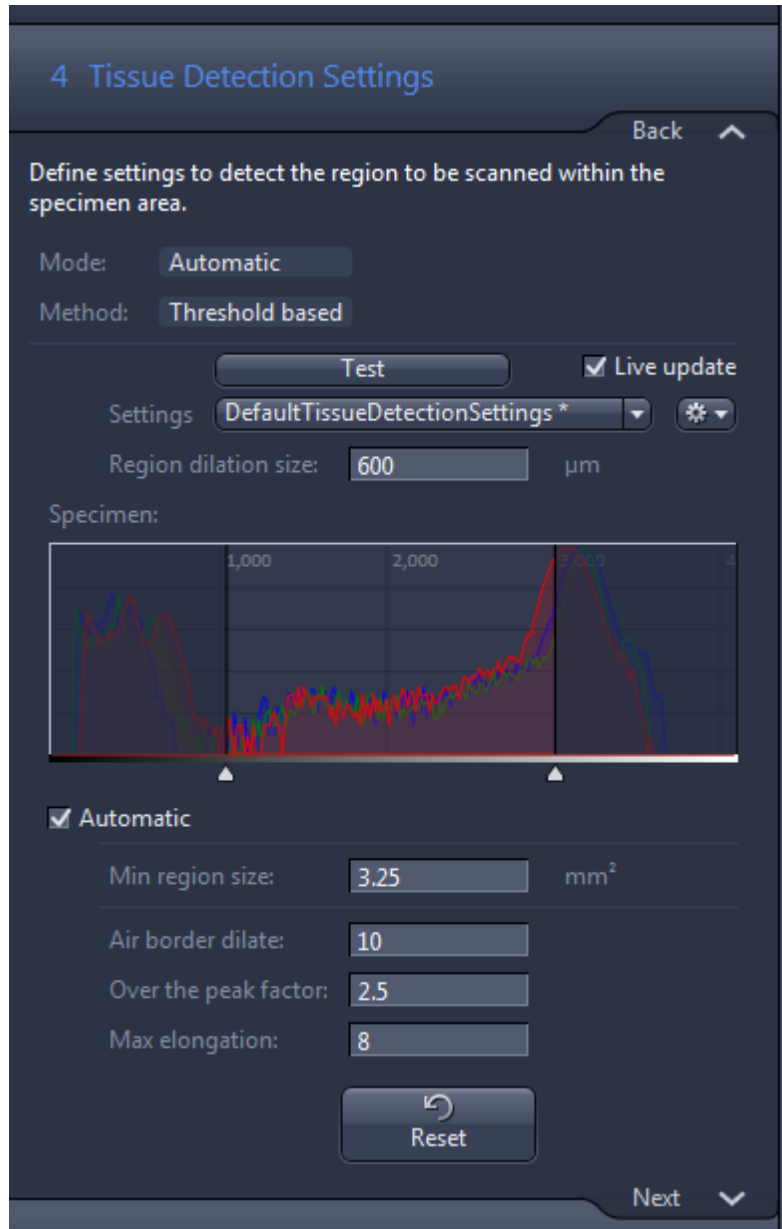 4 Tissue Detection Settings
Back
Define settings to detect the region to be scanned within the
specimen area.
Mode: Automatic
Method: Threshold based
Test Live update
Settings DefaultTissueDetectionSettings *
Region dilation size: 600 µm
Specimen:
1,000 2,000 3,000 4
Automatic
Min region size: 3.25 mm²
Air border dilate: 10
Over the peak factor: 2.5
Max elongation: 8
Reset
Next